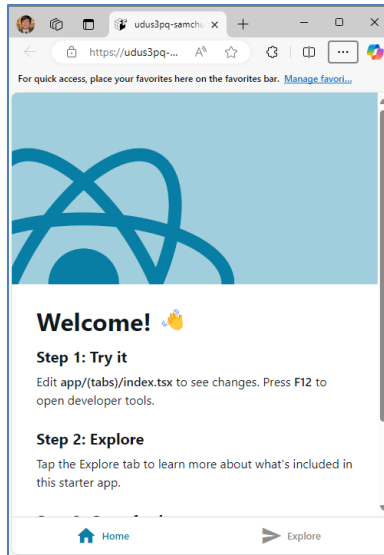 udus3pq-samchu
https://udus3pq-...
For quick access, place your favorites here on the favorites bar. Manage favori...
Welcome! 👋
Step 1: Try it
Edit app/(tabs)/index.tsx to see changes. Press F12 to
open developer tools.
Step 2: Explore
Tap the Explore tab to learn more about what's included in
this starter app.
Home
Explore